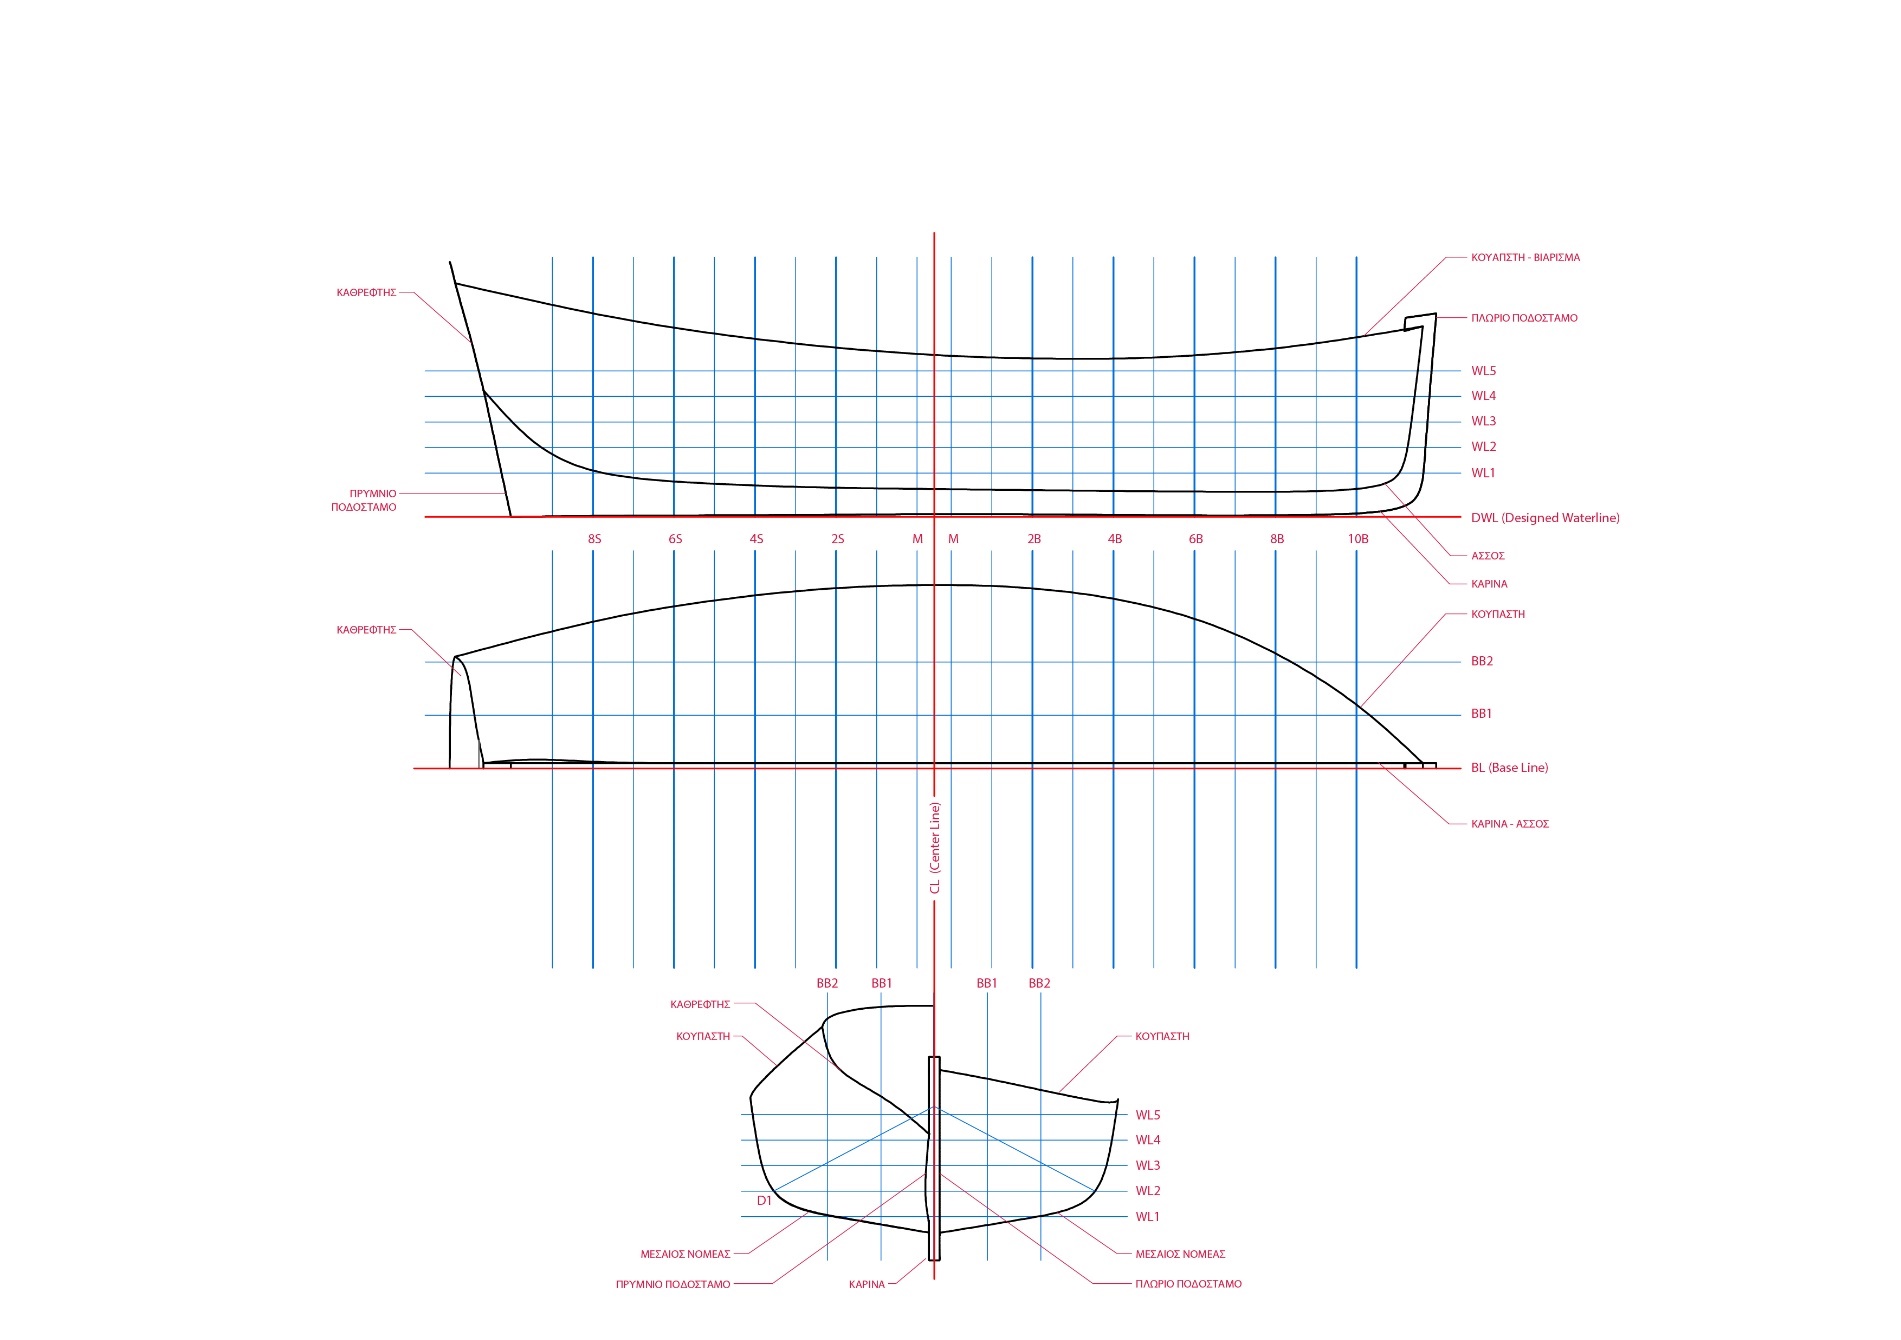 ΚΟΥΑΠΣΤΗ - ΒΙΑΡΙΣΜΑ
ΚΑΘΡΕΦΤΗΣ
ΠΛΩΡΙΟ ΠΟΔΟΣΤΑΜΟ
WL5
WL4
WL3
WL2
WL1
ΠΡΥΜΝΙΟ
ΠΟΔΟΣΤΑΜΟ
DWL (Designed Waterline)
8S 6S 4S 2S M M 2B 4B 6B 8B 10B
ΑΣΣΟΣ
ΚΑΡΙΝΑ
ΚΟΥΠΑΣΤΗ
ΚΑΘΡΕΦΤΗΣ
BB2
BB1
BL (Base Line)
ΚΑΡΙΝΑ - ΑΣΣΟΣ
CL (Center Line)
BB2 BB1 BB1 BB2
ΚΑΘΡΕΦΤΗΣ
ΚΟΥΠΑΣΤΗ
ΚΟΥΠΑΣΤΗ
WL5
WL4
WL3
WL2
D1
WL1
ΜΕΣΑΙΟΣ ΝΟΜΕΑΣ
ΜΕΣΑΙΟΣ ΝΟΜΕΑΣ
ΠΡΥΜΝΙΟ ΠΟΔΟΣΤΑΜΟ
ΚΑΡΙΝΑ
ΠΛΩΡΙΟ ΠΟΔΟΣΤΑΜΟ